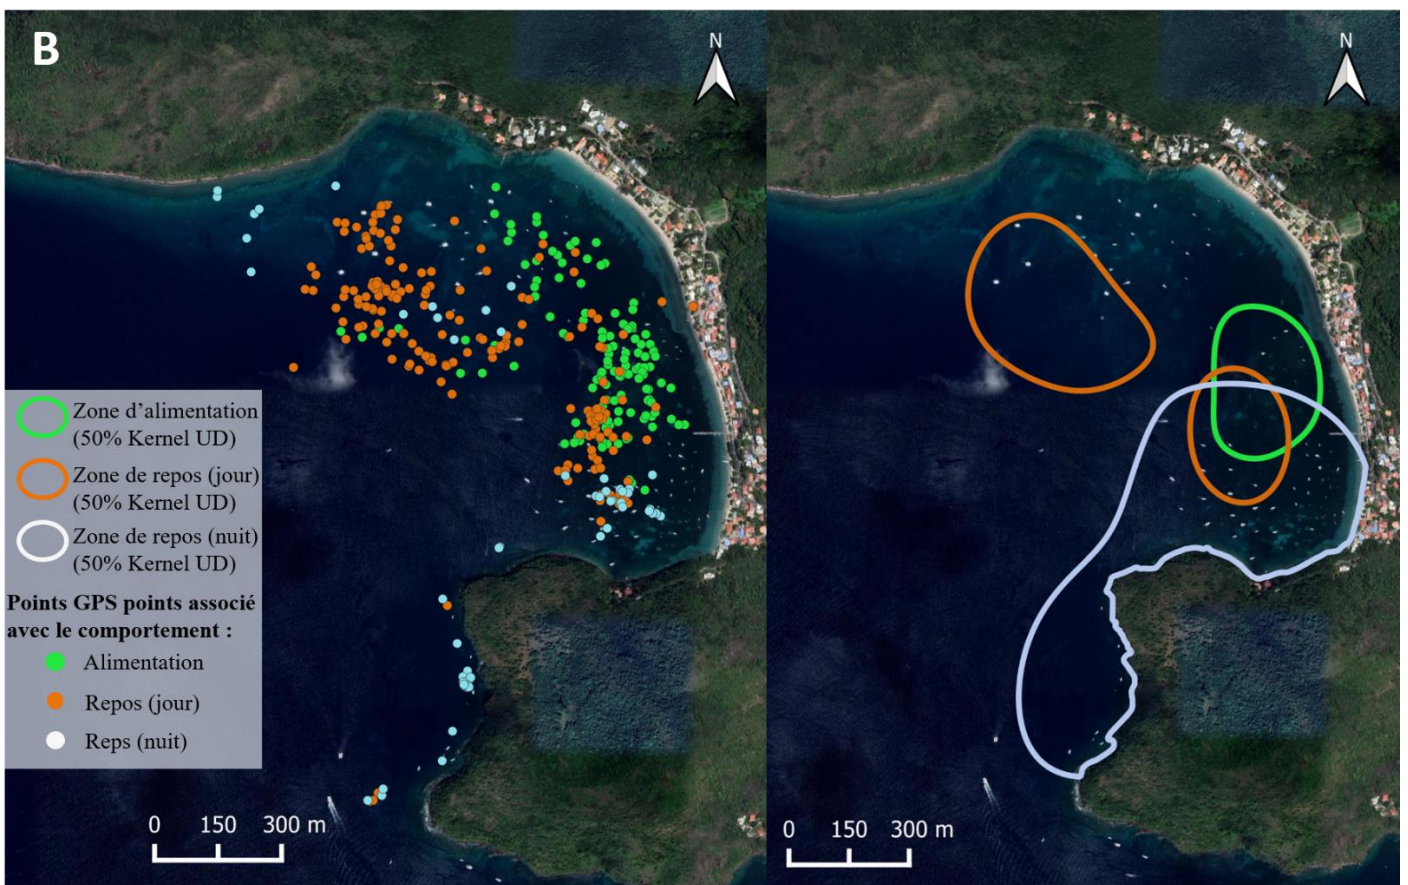 B
N
N
Zone d'alimentation
(50% Kernel UD)
Zone de repos (jour)
(50% Kernel UD)
Zone de repos (nuit)
(50% Kernel UD)
Points GPS points associé
avec le comportement :
Alimentation
Repos (jour)
Reps (nuit)
0 150 300 m
0 150 300 m